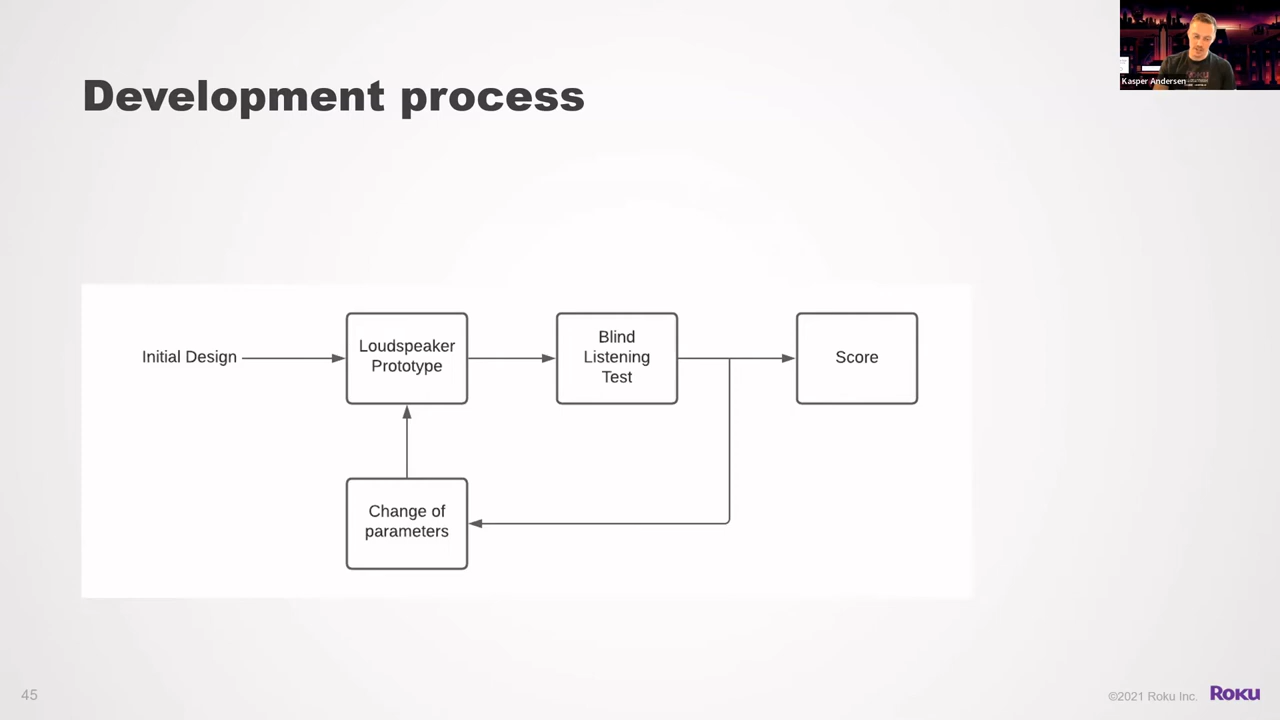 Development process
Kasper Andersen
Initial Design
Loudspeaker
Prototype
Blind
Listening
Test
Score
Change of
parameters
45
©2021 Roku Inc.
Roku